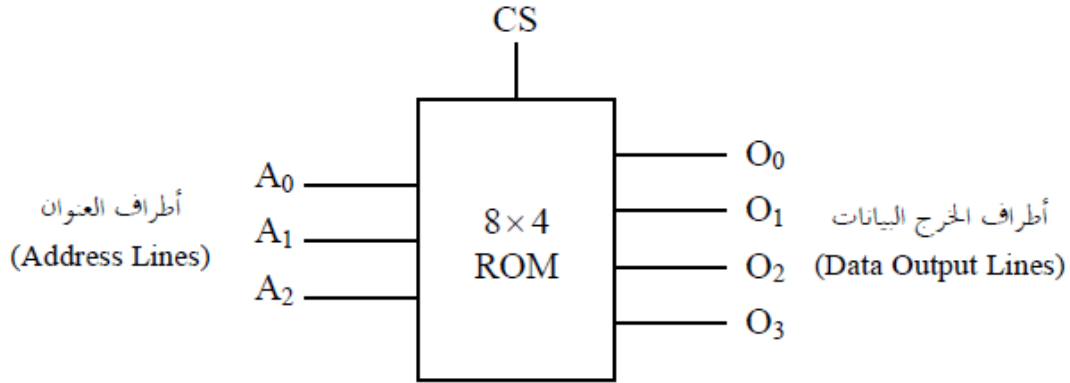 CS
A₀
A₁
A₂
أطراف العنوان
(Address Lines)
8×4
ROM
O₀
O₁
O₂
O₃
أطراف الخرج البيانات
(Data Output Lines)